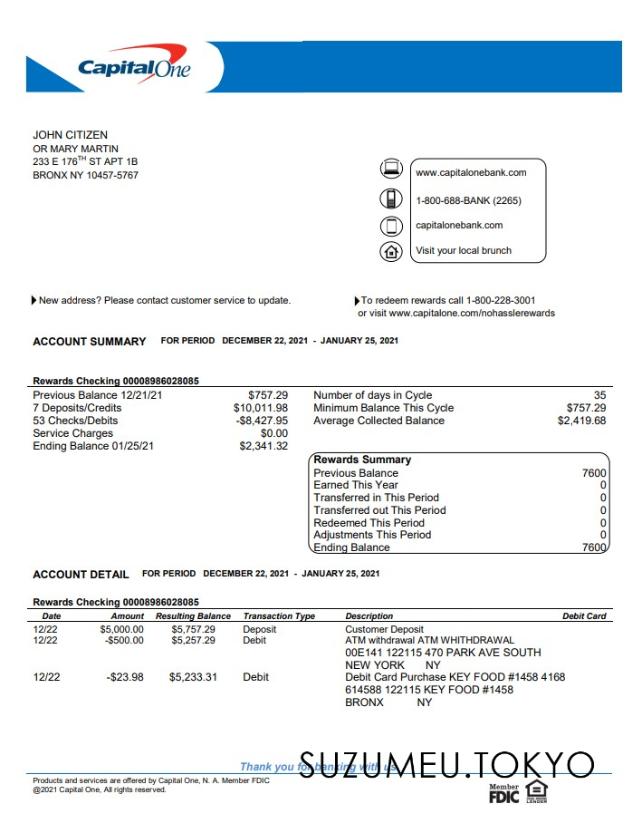 CapitalOne
JOHN CITIZEN
OR MARY MARTIN
233 E 176TH ST APT 1B
BRONX NY 10457-5767
www.capitalonebank.com
1-800-688-BANK (2265)
capitalonebank.com
Visit your local brunch
New address? Please contact customer service to update.
To redeem rewards call 1-800-228-3001
or visit www.capitalone.com/nohasslerewards
ACCOUNT SUMMARY FOR PERIOD DECEMBER 22, 2021 - JANUARY 25, 2021
Rewards Checking 00008986028085
Previous Balance 12/21/21 $757.29 Number of days in Cycle 35
7 Deposits/Credits $10,011.98 Minimum Balance This Cycle $757.29
53 Checks/Debits -$8,427.95 Average Collected Balance $2,419.68
Service Charges $0.00
Ending Balance 01/25/21 $2,341.32
Rewards Summary
Previous Balance 7600
Earned This Year 0
Transferred in This Period 0
Transferred out This Period 0
Redeemed This Period 0
Adjustments This Period 0
Ending Balance 7600
ACCOUNT DETAIL FOR PERIOD DECEMBER 22, 2021 - JANUARY 25, 2021
Rewards Checking 00008986028085
Date Amount Resulting Balance Transaction Type Description Debit Card
12/22 $5,000.00 $5,757.29 Deposit Customer Deposit
12/22 -$500.00 $5,257.29 Debit ATM withdrawal ATM WHITHDRAWAL
00E141 122115 470 PARK AVE SOUTH
NEW YORK NY
12/22 -$23.98 $5,233.31 Debit Debit Card Purchase KEY FOOD #1458 4168
614588 122115 KEY FOOD #1458
BRONX NY
Thank you for banking with us
SUZUMEU.TOKYO
Products and services are offered by Capital One, N. A. Member FDIC
@2021 Capital One, All rights reserved.
Member
FDIC